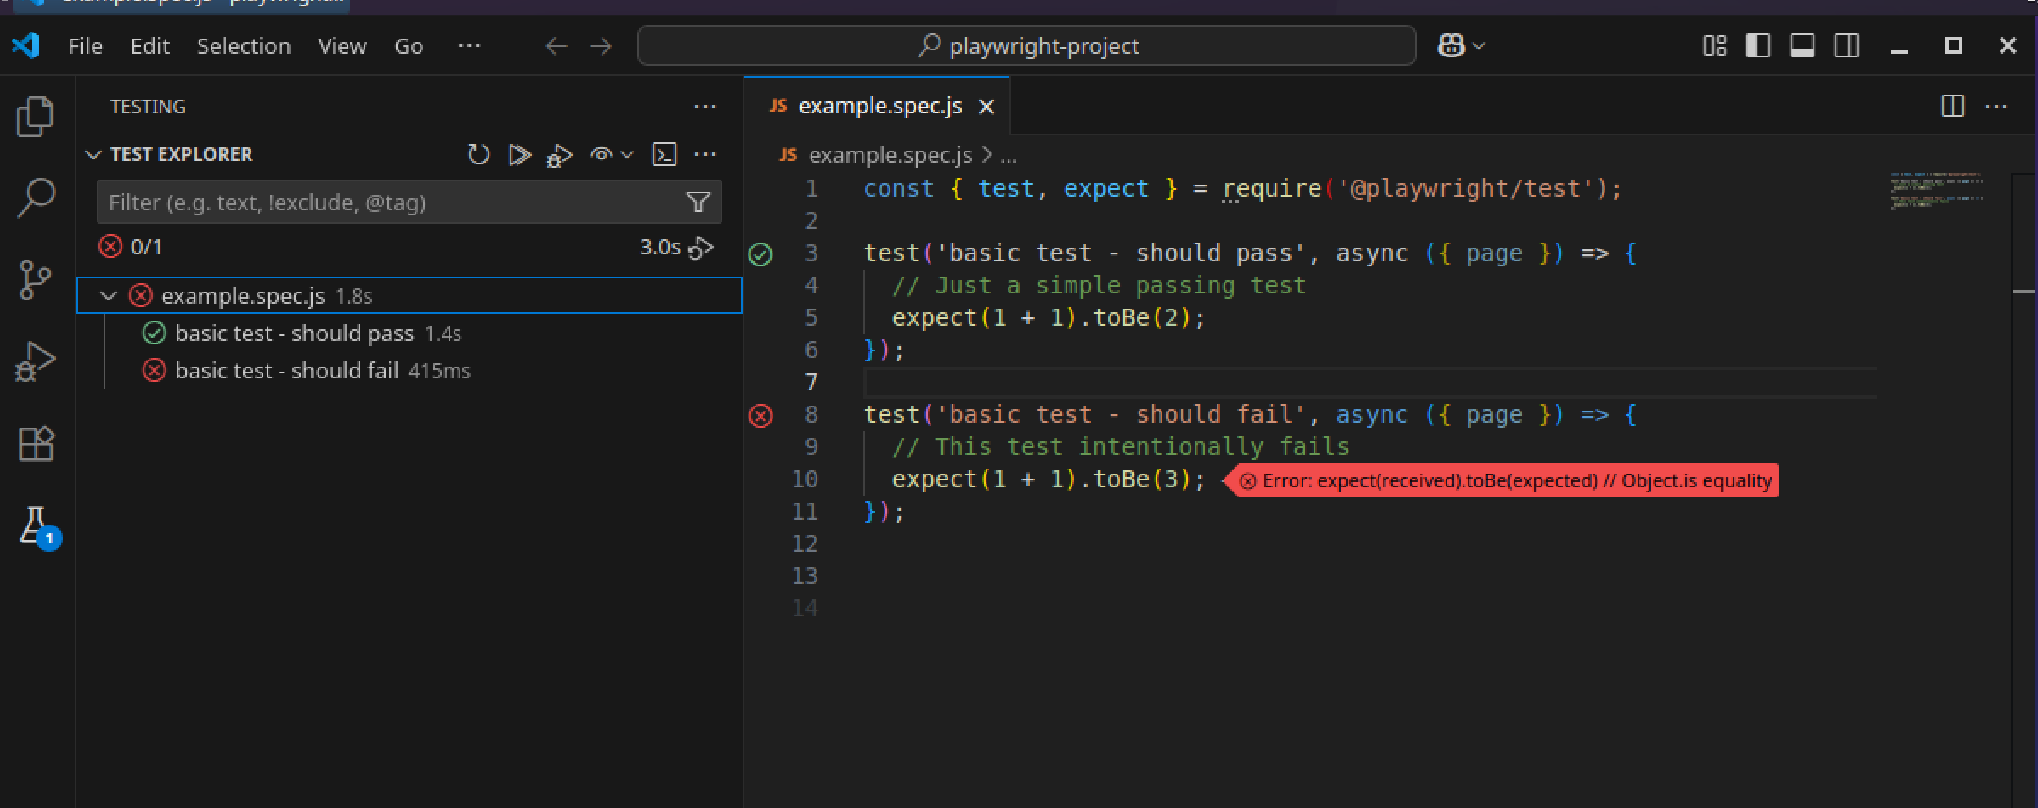 File Edit Selection View Go ··· playwright-project
TESTING
TEST EXPLORER
Filter (e.g. text, !exclude, @tag)
0/1 3.0s
example.spec.js 1.8s
basic test - should pass 1.4s
basic test - should fail 415ms
1
JS example.spec.js
JS example.spec.js > ...
1 const { test, expect } = require('@playwright/test');
2
3 test('basic test - should pass', async ({ page }) => {
4 // Just a simple passing test
5 expect(1 + 1).toBe(2);
6 });
7
8 test('basic test - should fail', async ({ page }) => {
9 // This test intentionally fails
10 expect(1 + 1).toBe(3); Error: expect(received).toBe(expected) // Object.is equality
11 });
12
13
14